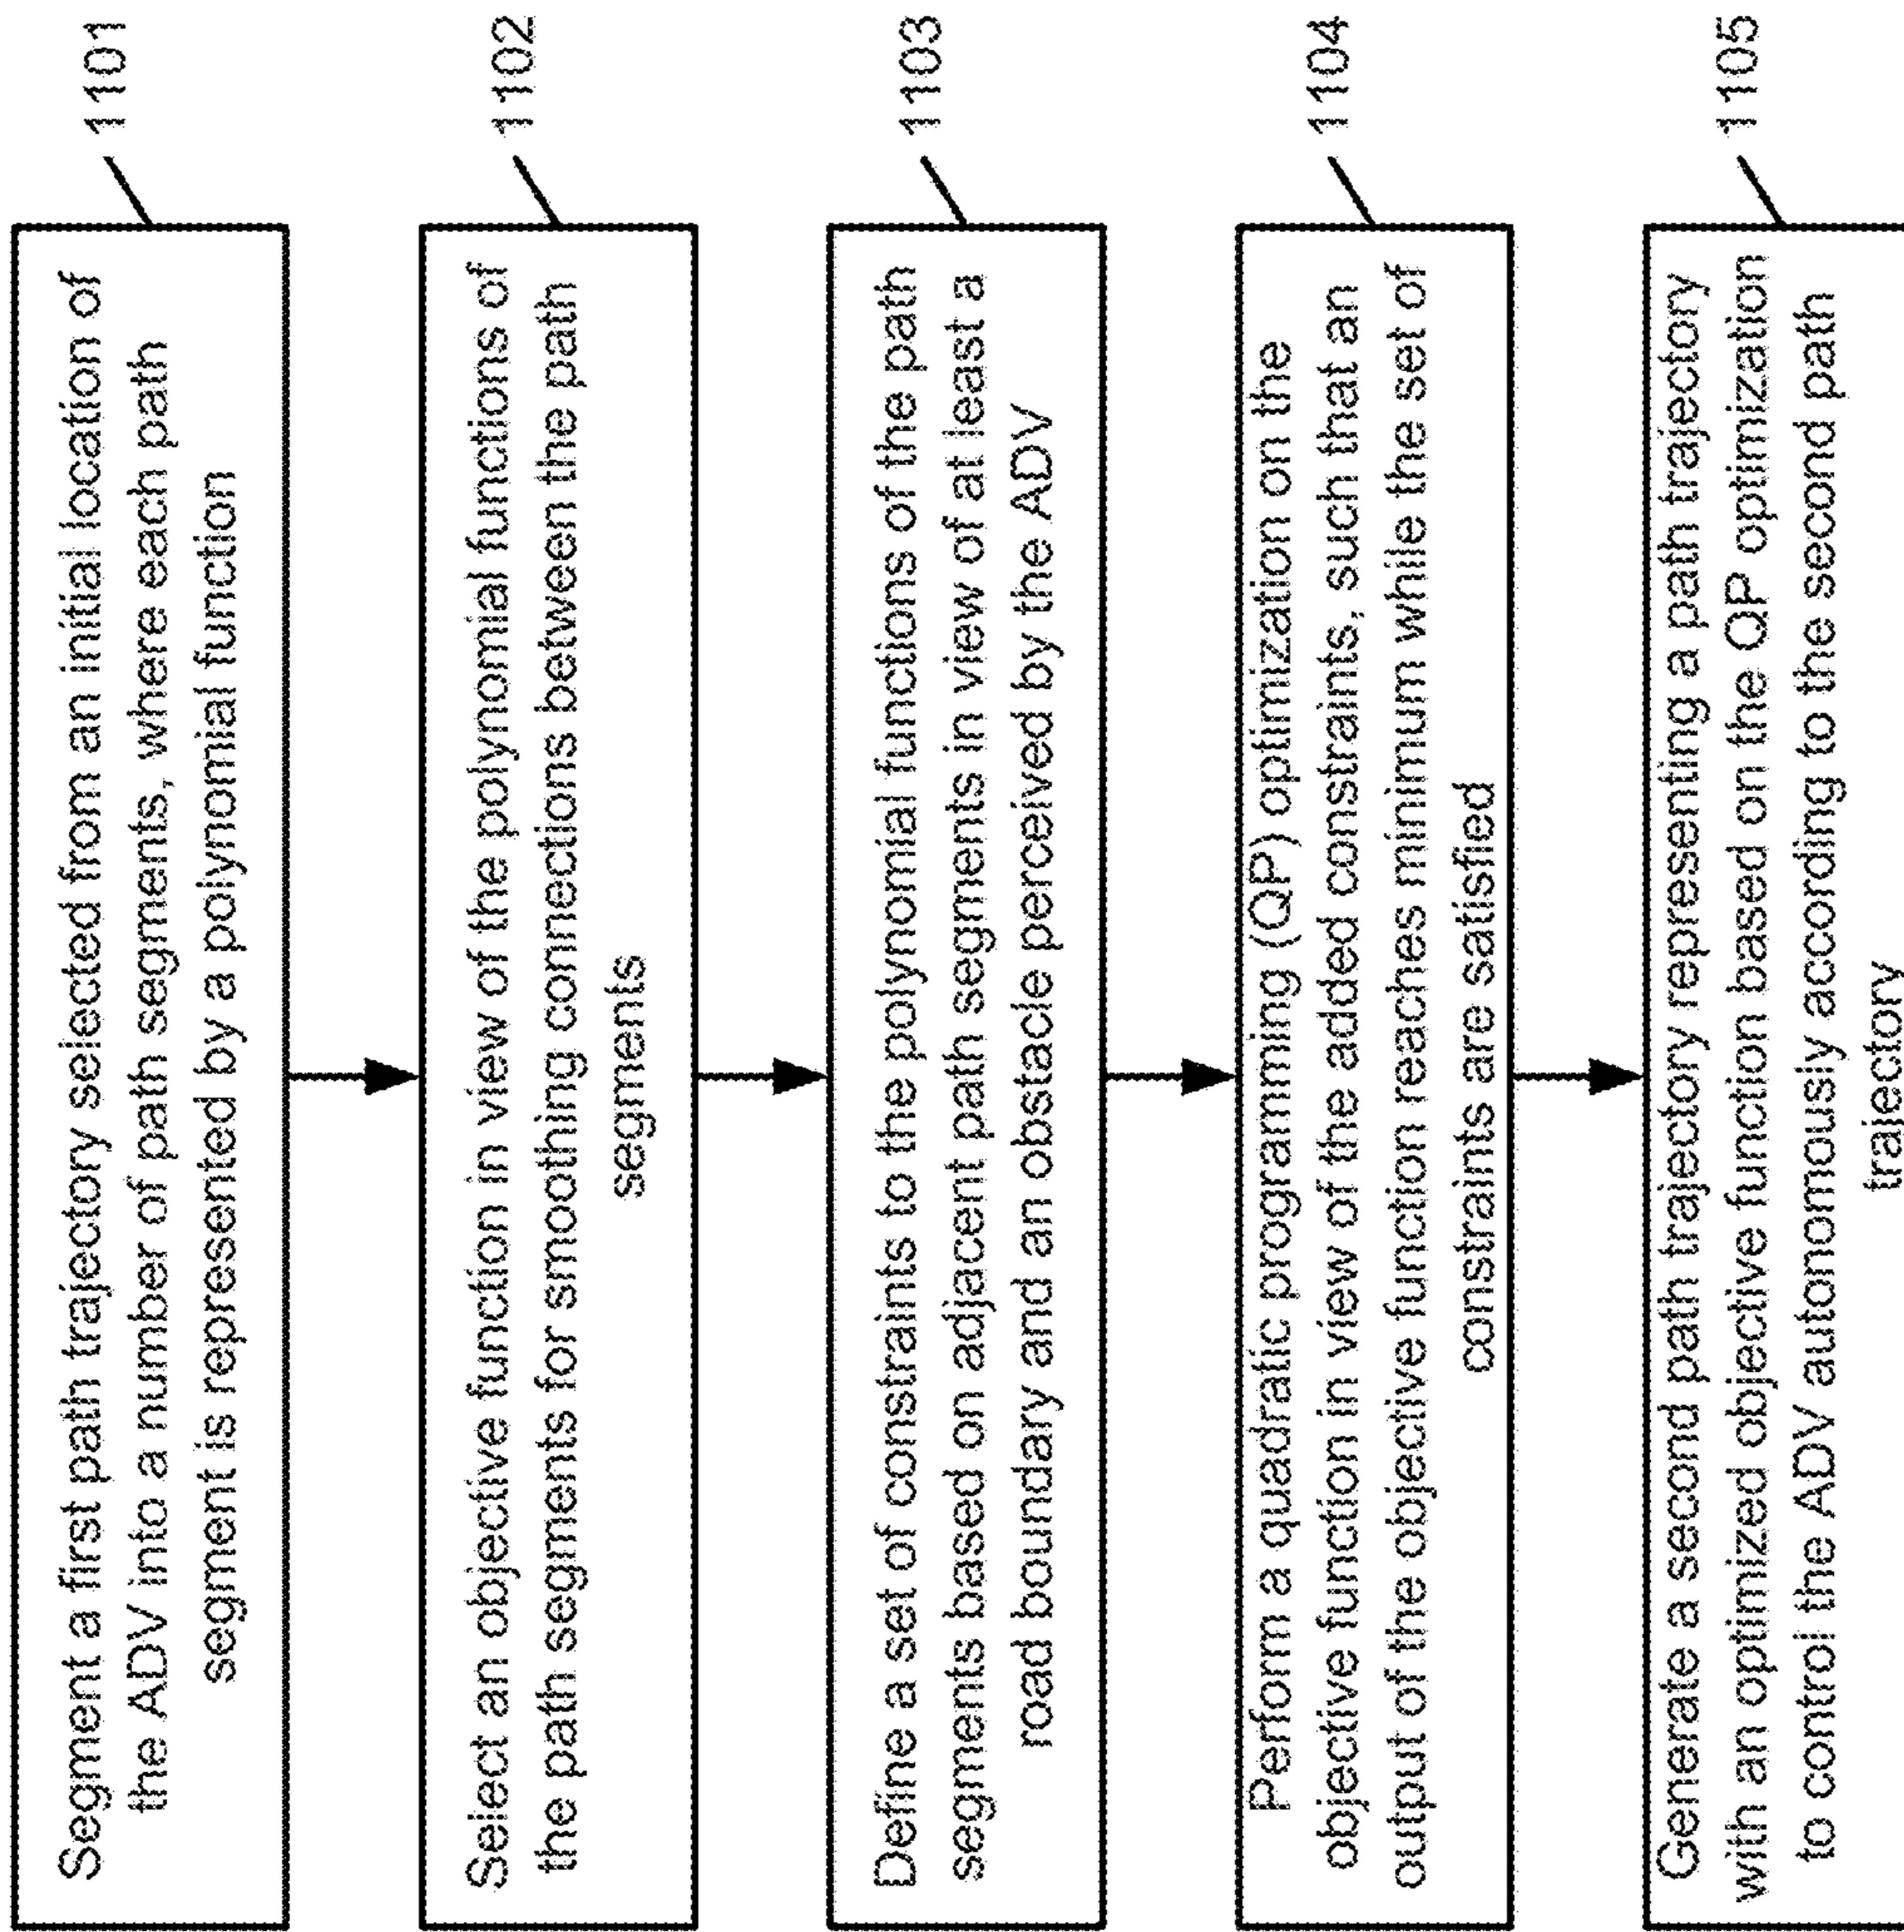 Segment a first path trajectory selected from an initial location of
the ADV into a number of path segments, where each path
segment is represented by a polynomial function
1101
Select an objective function in view of the polynomial functions of
the path segments for smoothing connections between the path
segments
1102
Define a set of constraints to the polynomial functions of the path
segments based on adjacent path segments in view of at least a
road boundary and an obstacle perceived by the ADV
1103
Perform a quadratic programming (QP) optimization on the
objective function in view of the added constraints, such that an
output of the objective function reaches minimum while the set of
constraints are satisfied
1104
Generate a second path trajectory representing a path trajectory
with an optimized objective function based on the QP optimization
to control the ADV autonomously according to the second path
trajectory
1105